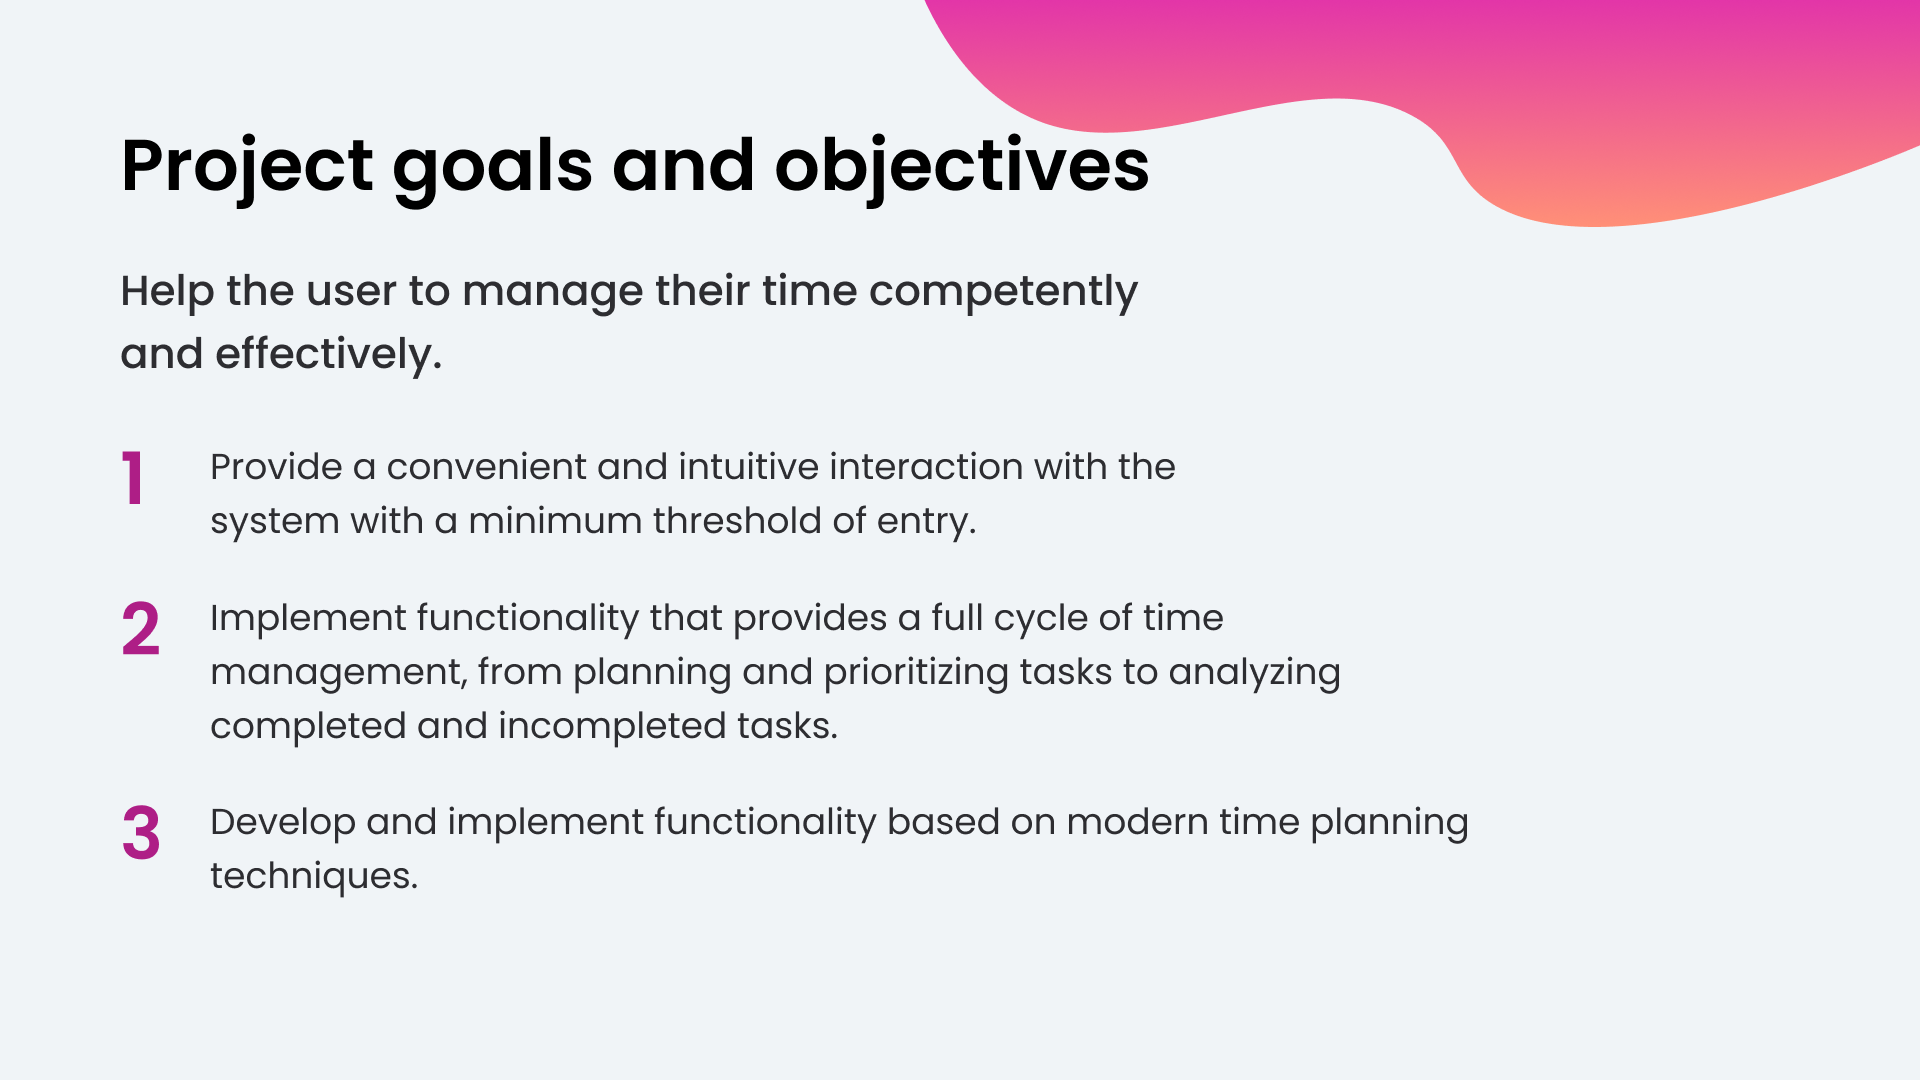 Project goals and objectives
Help the user to manage their time competently
and effectively.
1 Provide a convenient and intuitive interaction with the
system with a minimum threshold of entry.
2 Implement functionality that provides a full cycle of time
management, from planning and prioritizing tasks to analyzing
completed and incompleted tasks.
3 Develop and implement functionality based on modern time planning
techniques.